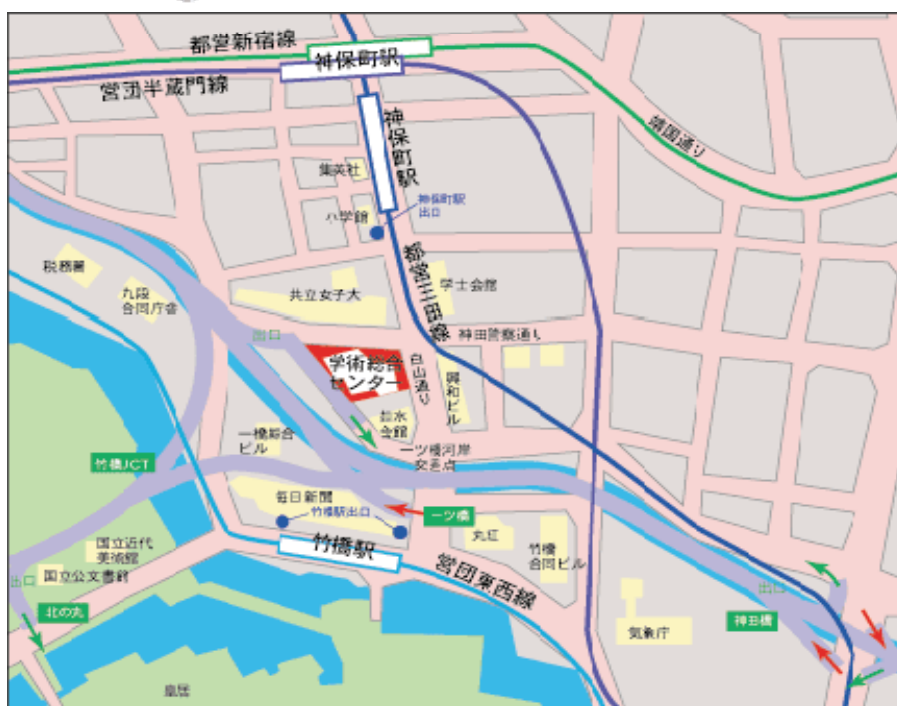 都営新宿線
神保町駅
営団半蔵門線
神保町駅
靖国通り
集英社
神保町駅
出口
小学館
税務署
九段
合同庁舎
共立女子大
都営三田線
学士会館
出口
神田警察通り
学術総合
センター
白山通り
興和ビル
如水
会館
一橋総合
ビル
一ツ橋河岸
交差点
竹橋JCT
毎日新聞
竹橋駅出口
一ツ橋
丸紅
竹橋
合同ビル
竹橋駅
営団東西線
国立近代
美術館
国立公文書館
出口
北の丸
気象庁
出口
神田橋
皇居